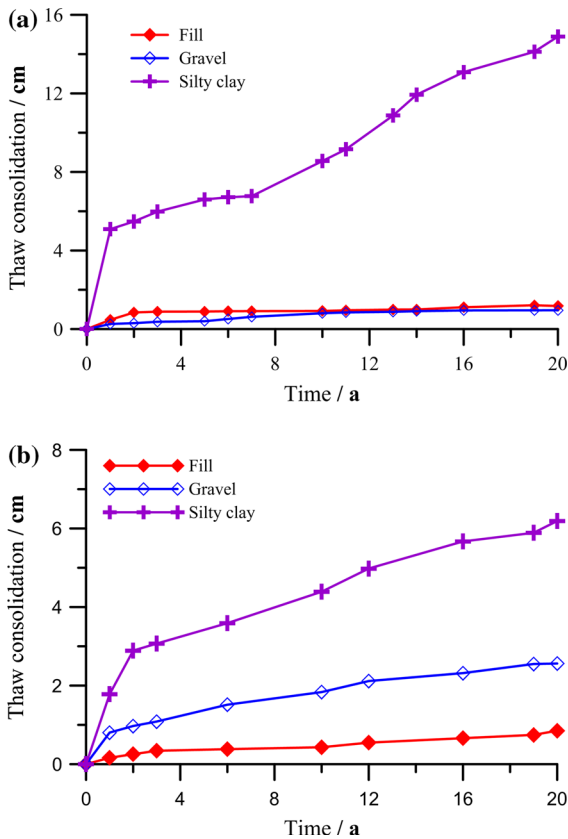 (a)
16
12
8
4
0
Thaw consolidation / cm
Fill
Gravel
Silty clay
0 4 8 12 16 20
Time / a
(b)
8
6
4
2
0
Thaw consolidation / cm
Fill
Gravel
Silty clay
0 4 8 12 16 20
Time / a